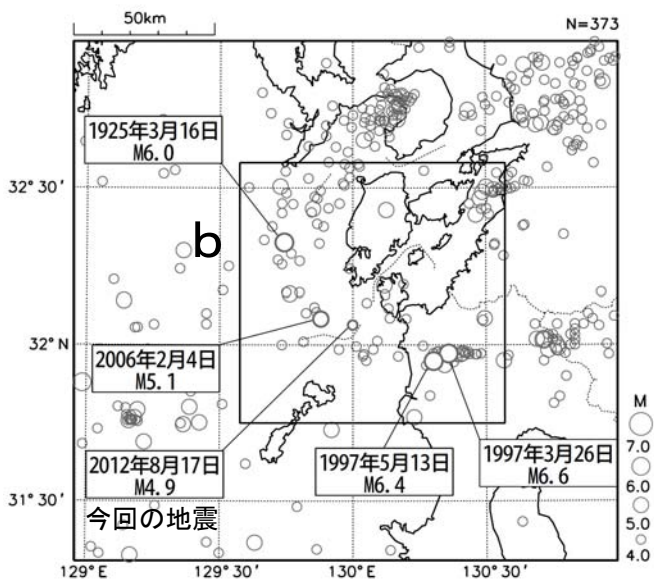 50km
N=373
1925年3月16日
M6.0
32°30′
b
32°N
2006年2月4日
M5.1
2012年8月17日
M4.9
今回の地震
1997年5月13日
M6.4
1997年3月26日
M6.6
M
7.0
6.0
5.0
4.0
31°30′
129°E
129°30′
130°E
130°30′